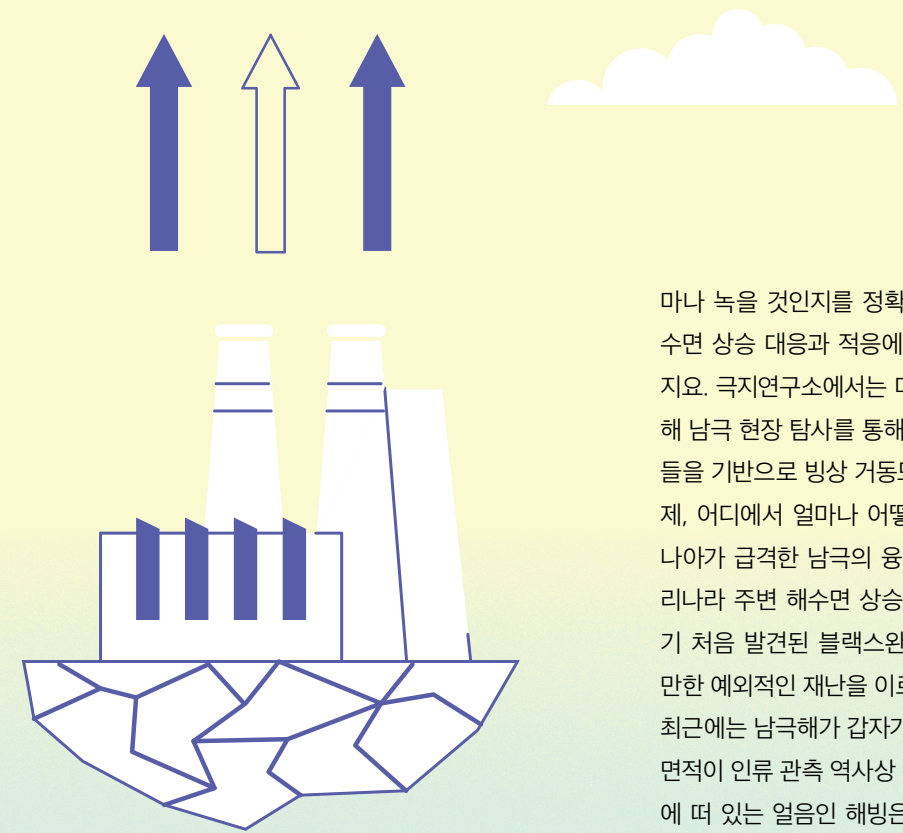 마나 녹을 것인지를 정확
수면 상승 대응과 적응에
지요. 극지연구소에서는
해 남극 현장 탐사를 통해
들을 기반으로 빙상 거동
제, 어디에서 얼마나
나아가 급격한 남극의 융
리나라 주변 해수면 상승
기 처음 발견된 블랙스완
만한 예외적인 재난을
최근에는 남극해가 갑자기
면적이 인류 관측 역사상
에 떠 있는 얼음인 해빙은